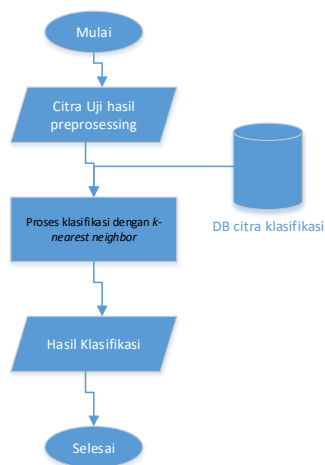 Mulai
Citra Uji hasil
preprosessing
Proses klasifikasi dengan k-
nearest neighbor
DB citra klasifikasi
Hasil Klasifikasi
Selesai